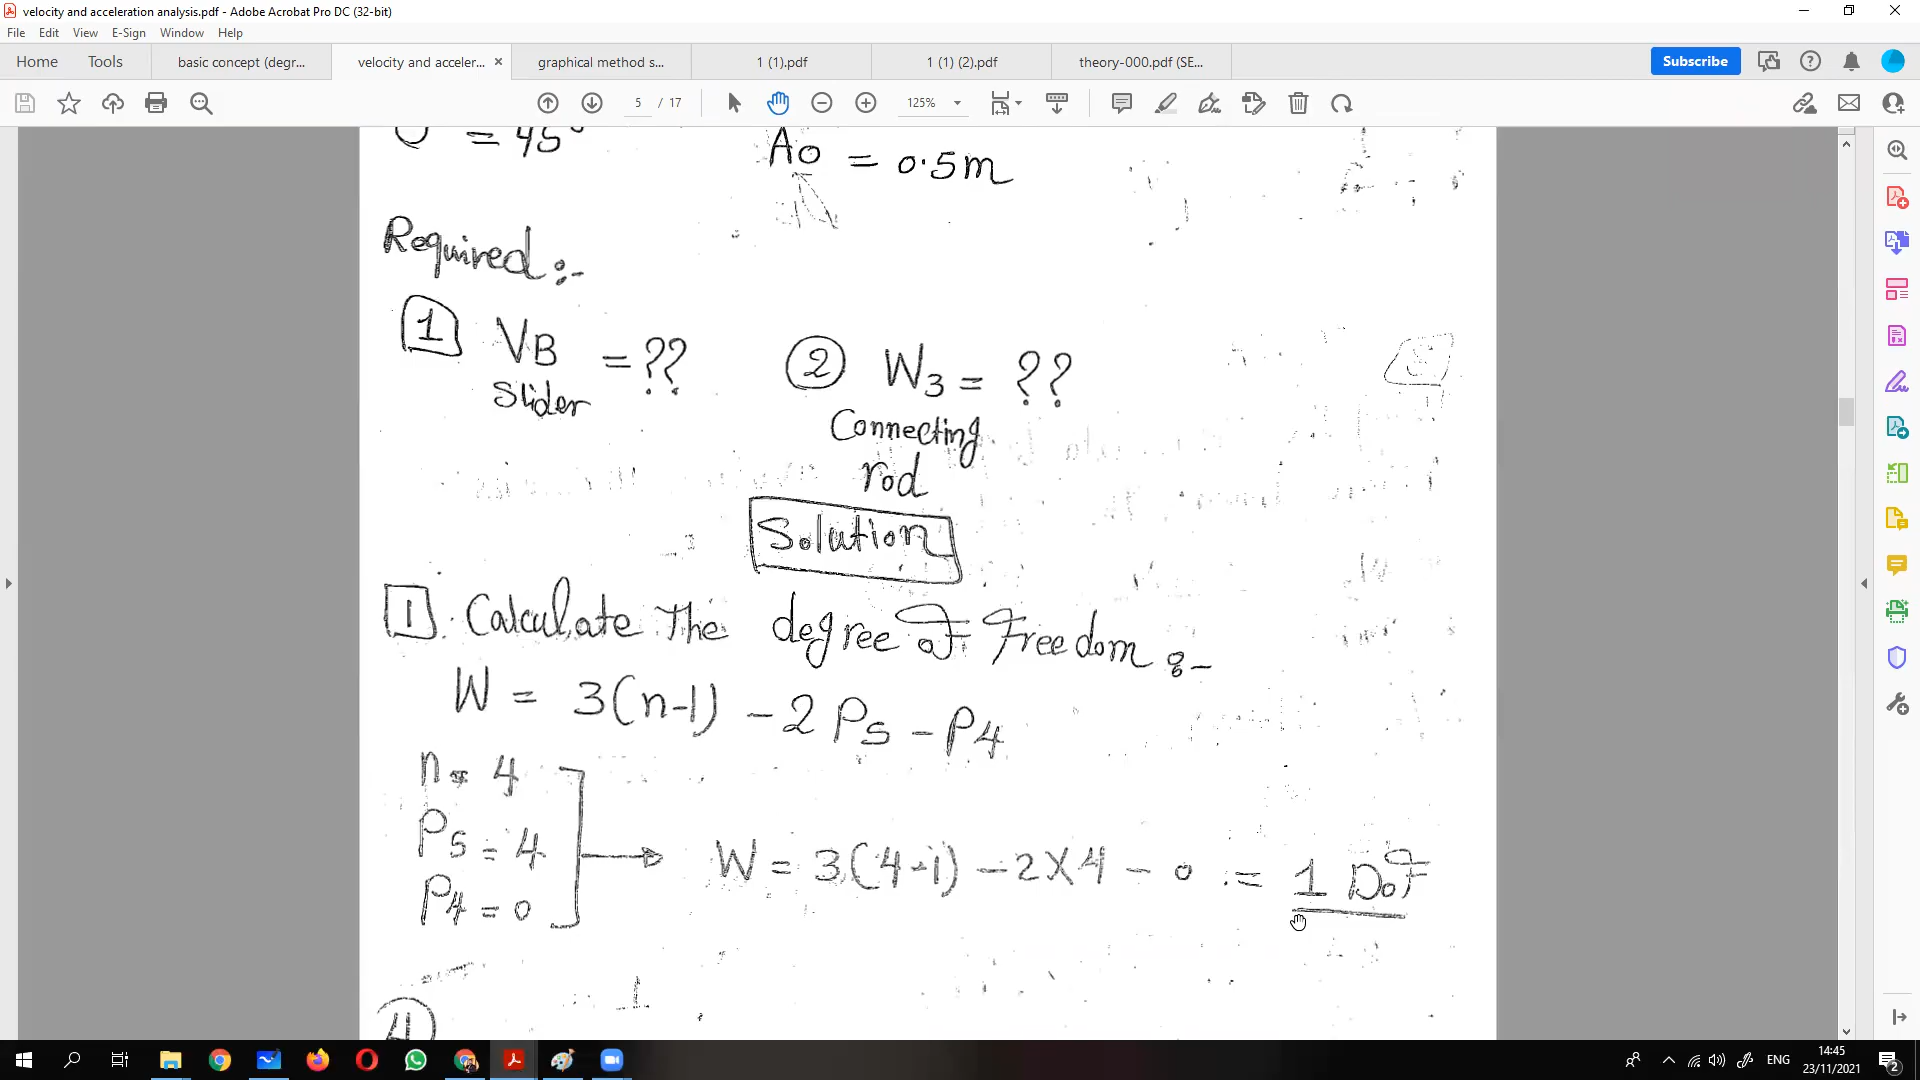 velocity and acceleration analysis.pdf - Adobe Acrobat Pro DC (32-bit)
File Edit View E-Sign Window Help
Home Tools basic concept (degr... velocity and acceler... × graphical method s... 1 (1).pdf 1 (1) (2).pdf theory-000.pdf (SE... Subscribe
5 / 17 125%
= 45°
AO = 0.5m
Required :-
1 VB = ??
Slider
2 W3 = ??
Connecting
rod
Solution
1 Calculate The degree of Freedom :-
W = 3(n-1) - 2 P5 - P4
n = 4
P5 = 4
P4 = 0
W = 3(4-1) - 2X4 - 0 := 1 DoF
4
ENG
14:45
23/11/2021
2